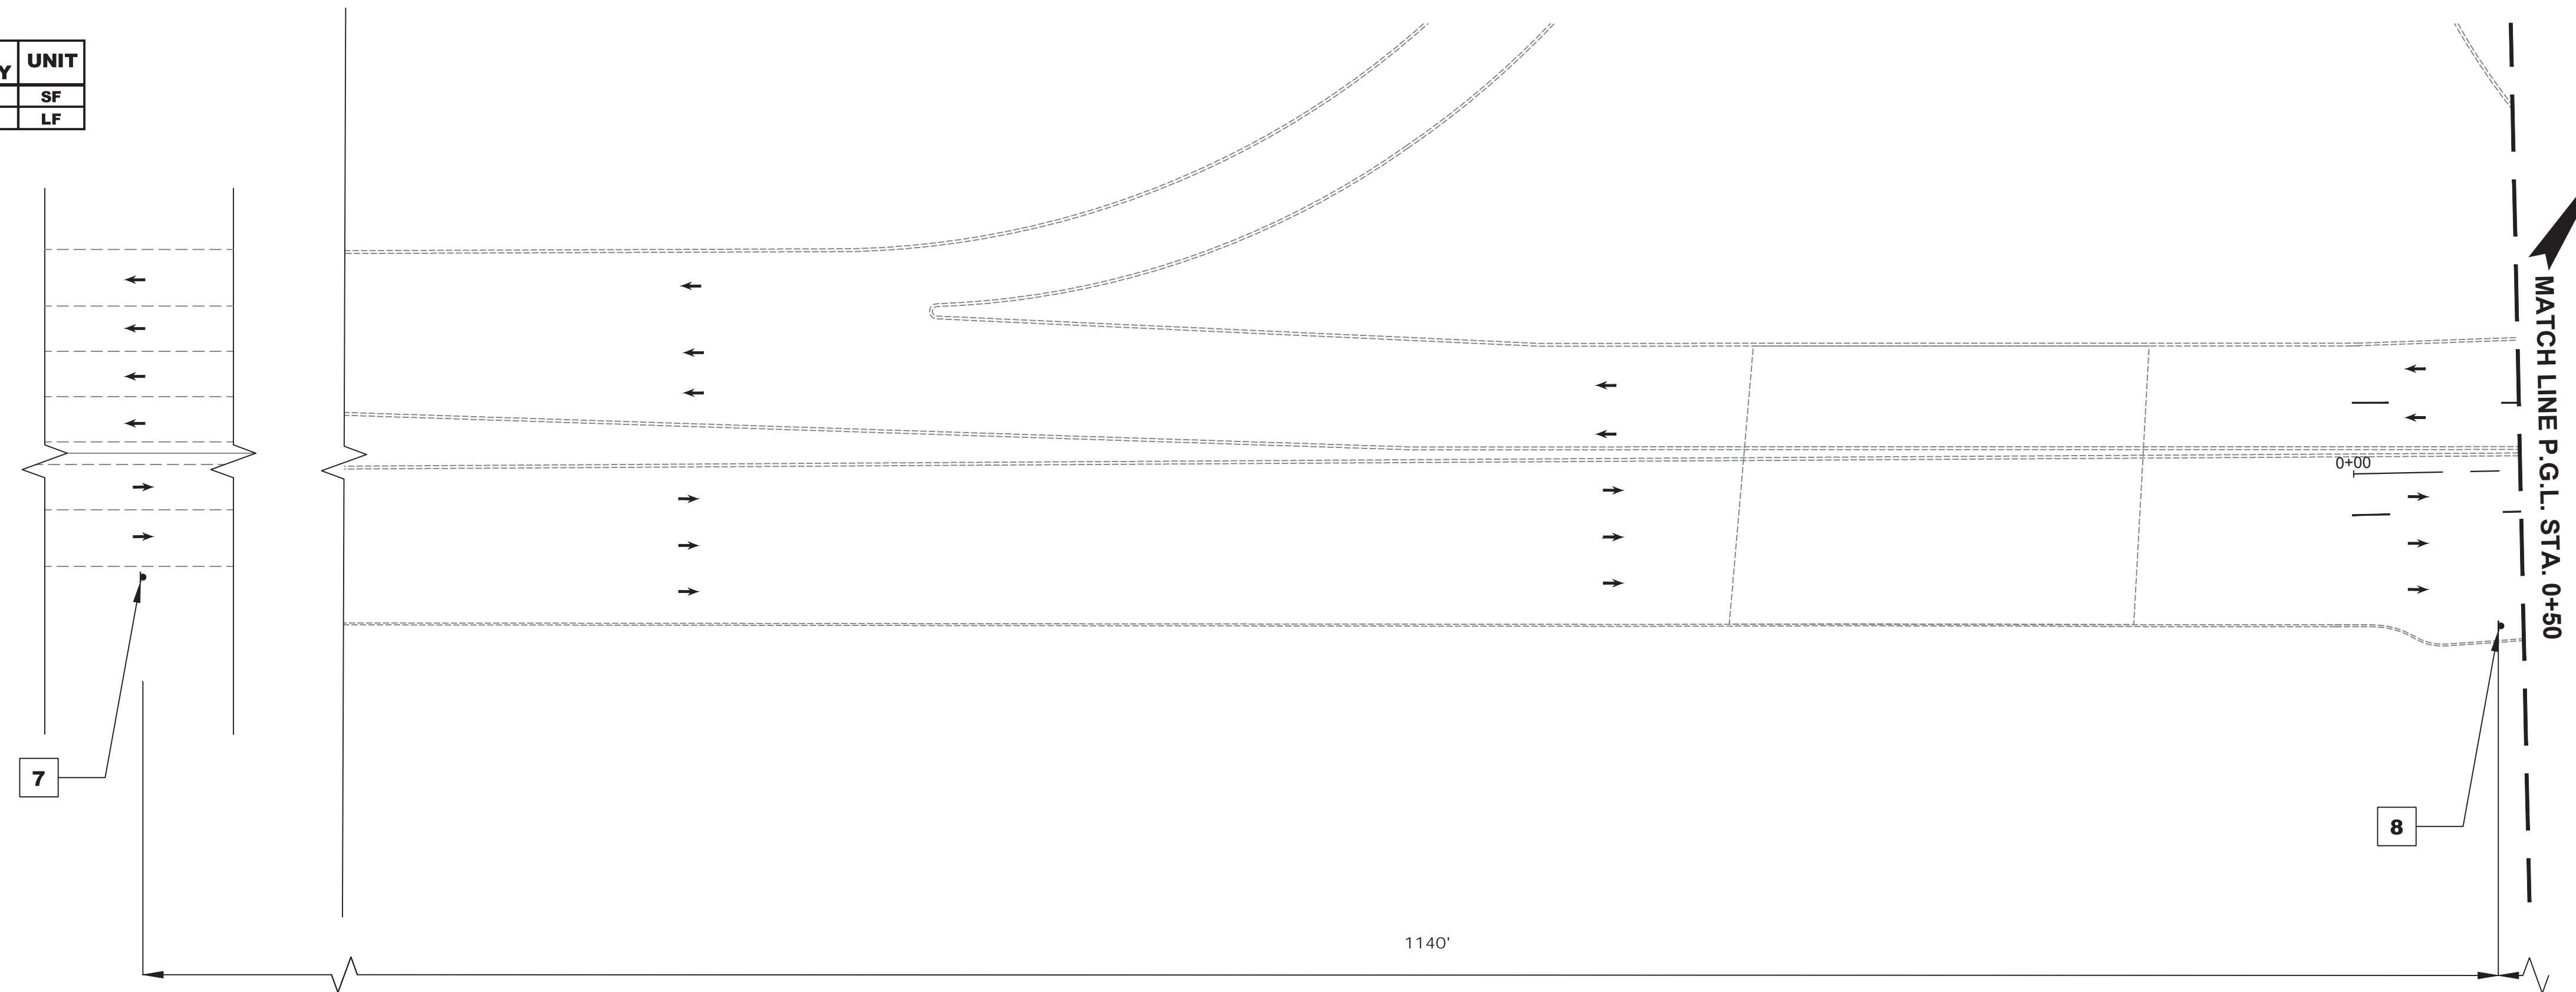 Y UNIT
SF
LF
0+00
MATCH LINE P.G.L. STA. 0+50
7
8
1140'